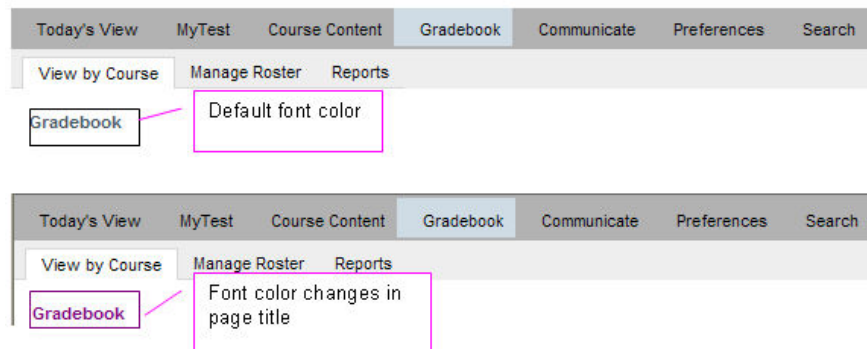 Today's View MyTest Course Content Gradebook Communicate Preferences Search
View by Course Manage Roster Reports
Gradebook
Default font color
Today's View MyTest Course Content Gradebook Communicate Preferences Search
View by Course Manage Roster Reports
Gradebook
Font color changes in
page title